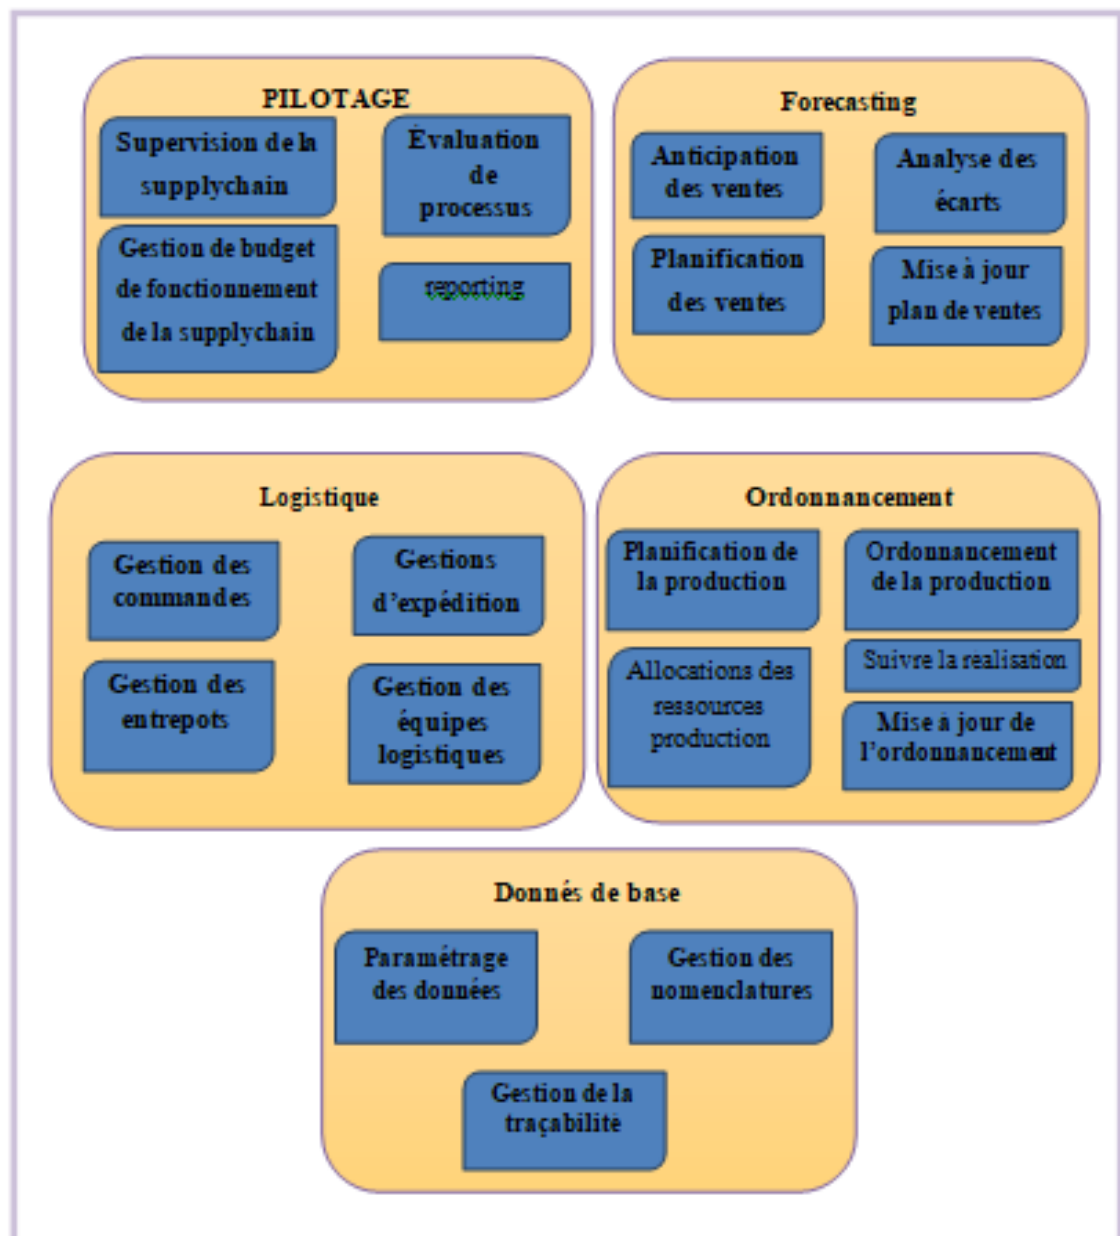 PILOTAGE
Supervision de la
supplychain
Évaluation
de
processus
Gestion de budget
de fonctionnement
de la supplychain
reporting
Forecasting
Anticipation
des ventes
Analyse des
écarts
Planification
des ventes
Mise à jour
plan de ventes
Logistique
Gestion des
commandes
Gestions
d’expédition
Gestion des
entrepots
Gestion des
équipes
logistiques
Ordonnancement
Planification de
la production
Ordonnancement
de la production
Allocations des
ressources
production
Suivre la realisation
Mise à jour de
l’ordonnancement
Donnés de base
Paramétrage
des données
Gestion des
nomenclatures
Gestion de la
traçabilité